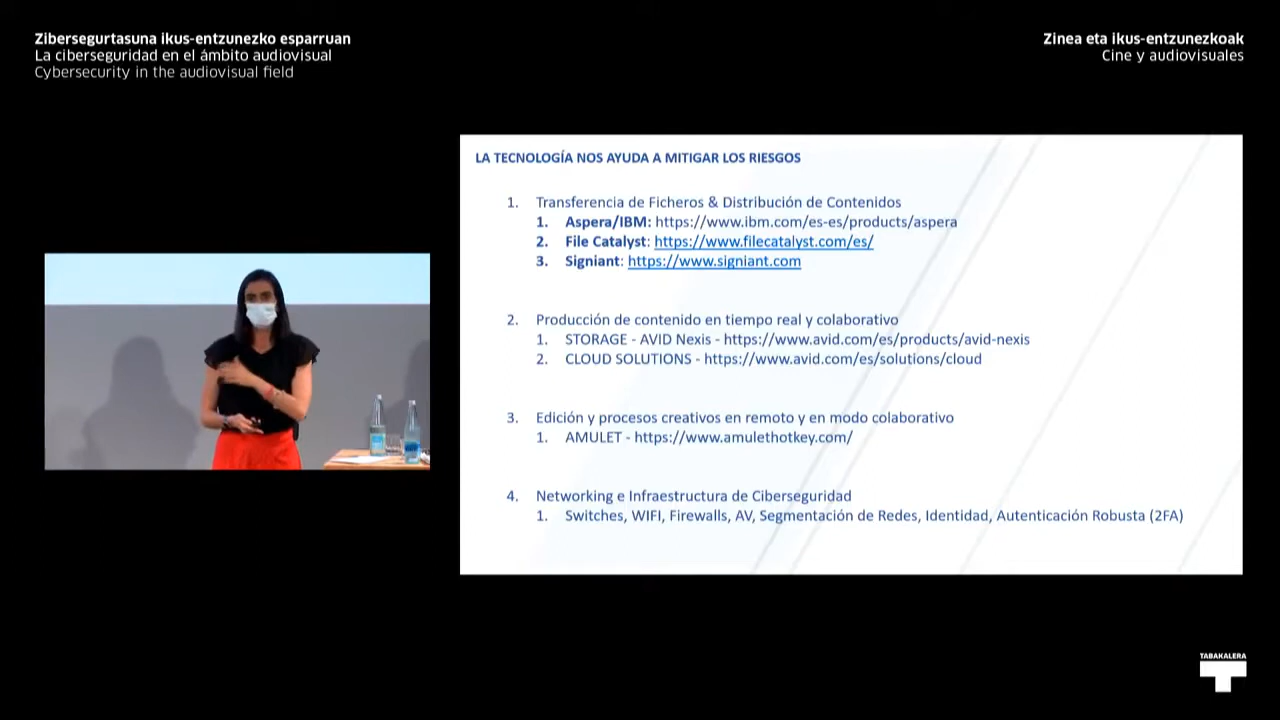 Zibersegurtasuna ikus-entzunezko esparruan
La ciberseguridad en el ámbito audiovisual
Cybersecurity in the audiovisual field
Zinea eta ikus-entzunezkoak
Cine y audiovisuales
LA TECNOLOGÍA NOS AYUDA A MITIGAR LOS RIESGOS
1. Transferencia de Ficheros & Distribución de Contenidos
1. Aspera/IBM: https://www.ibm.com/es-es/products/aspera
2. File Catalyst: https://www.filecatalyst.com/es/
3. Signiant: https://www.signiant.com
2. Producción de contenido en tiempo real y colaborativo
1. STORAGE - AVID Nexis - https://www.avid.com/es/products/avid-nexis
2. CLOUD SOLUTIONS - https://www.avid.com/es/solutions/cloud
3. Edición y procesos creativos en remoto y en modo colaborativo
1. AMULET - https://www.amulethotkey.com/
4. Networking e Infraestructura de Ciberseguridad
1. Switches, WIFI, Firewalls, AV, Segmentación de Redes, Identidad, Autenticación Robusta (2FA)
TABAKALERA